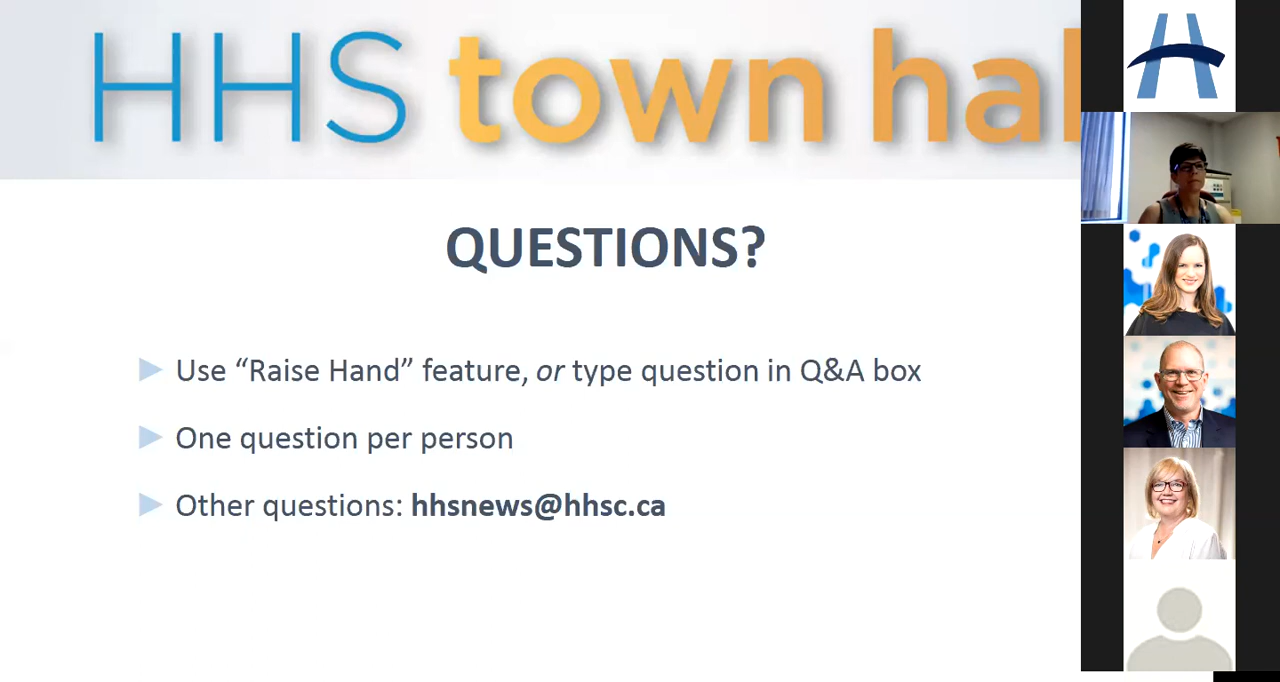 HHS town hal
QUESTIONS?
Use “Raise Hand” feature, or type question in Q&A box
One question per person
Other questions: hhsnews@hhsc.ca